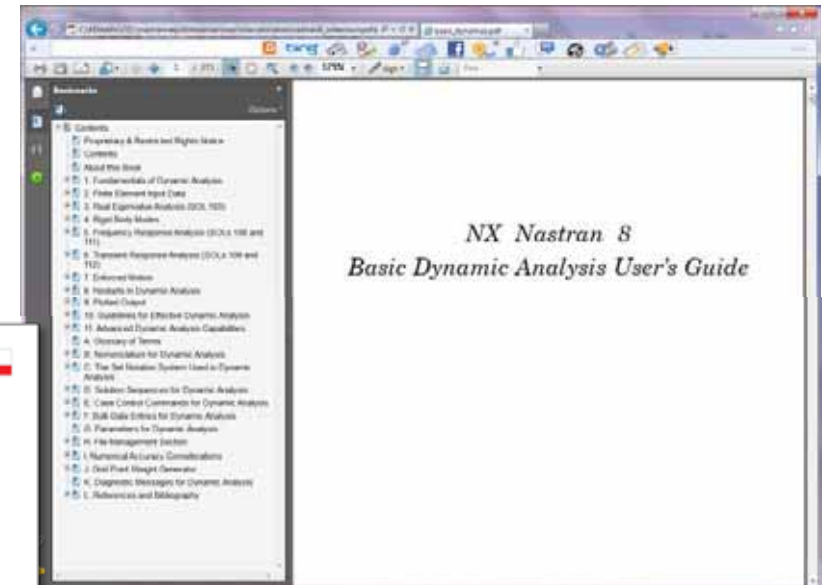 bing
basic_dynamics.pdf
Bookmarks
Options
Contents
Proprietary & Restricted Rights Notice
Contents
About this Book
1. Fundamentals of Dynamic Analysis
2. Finite Element Input Data
3. Real Eigenvalue Analysis (SOL 103)
4. Rigid Body Modes
5. Frequency Response Analysis (SOLs 108 and
111)
6. Transient Response Analysis (SOLs 109 and
112)
7. Enforced Motion
8. Restarts in Dynamic Analysis
9. Plotted Output
10. Guidelines for Effective Dynamic Analysis
11. Advanced Dynamic Analysis Capabilities
A. Glossary of Terms
B. Nomenclature for Dynamic Analysis
C. The Set Notation System Used in Dynamic
Analysis
D. Solution Sequences for Dynamic Analysis
E. Case Control Commands for Dynamic Analysis
F. Bulk Data Entries for Dynamic Analysis
G. Parameters for Dynamic Analysis
H. File Management Section
I. Numerical Accuracy Considerations
J. Grid Point Weight Generator
K. Diagnostic Messages for Dynamic Analysis
L. References and Bibliography
NX Nastran 8
Basic Dynamic Analysis User's Guide